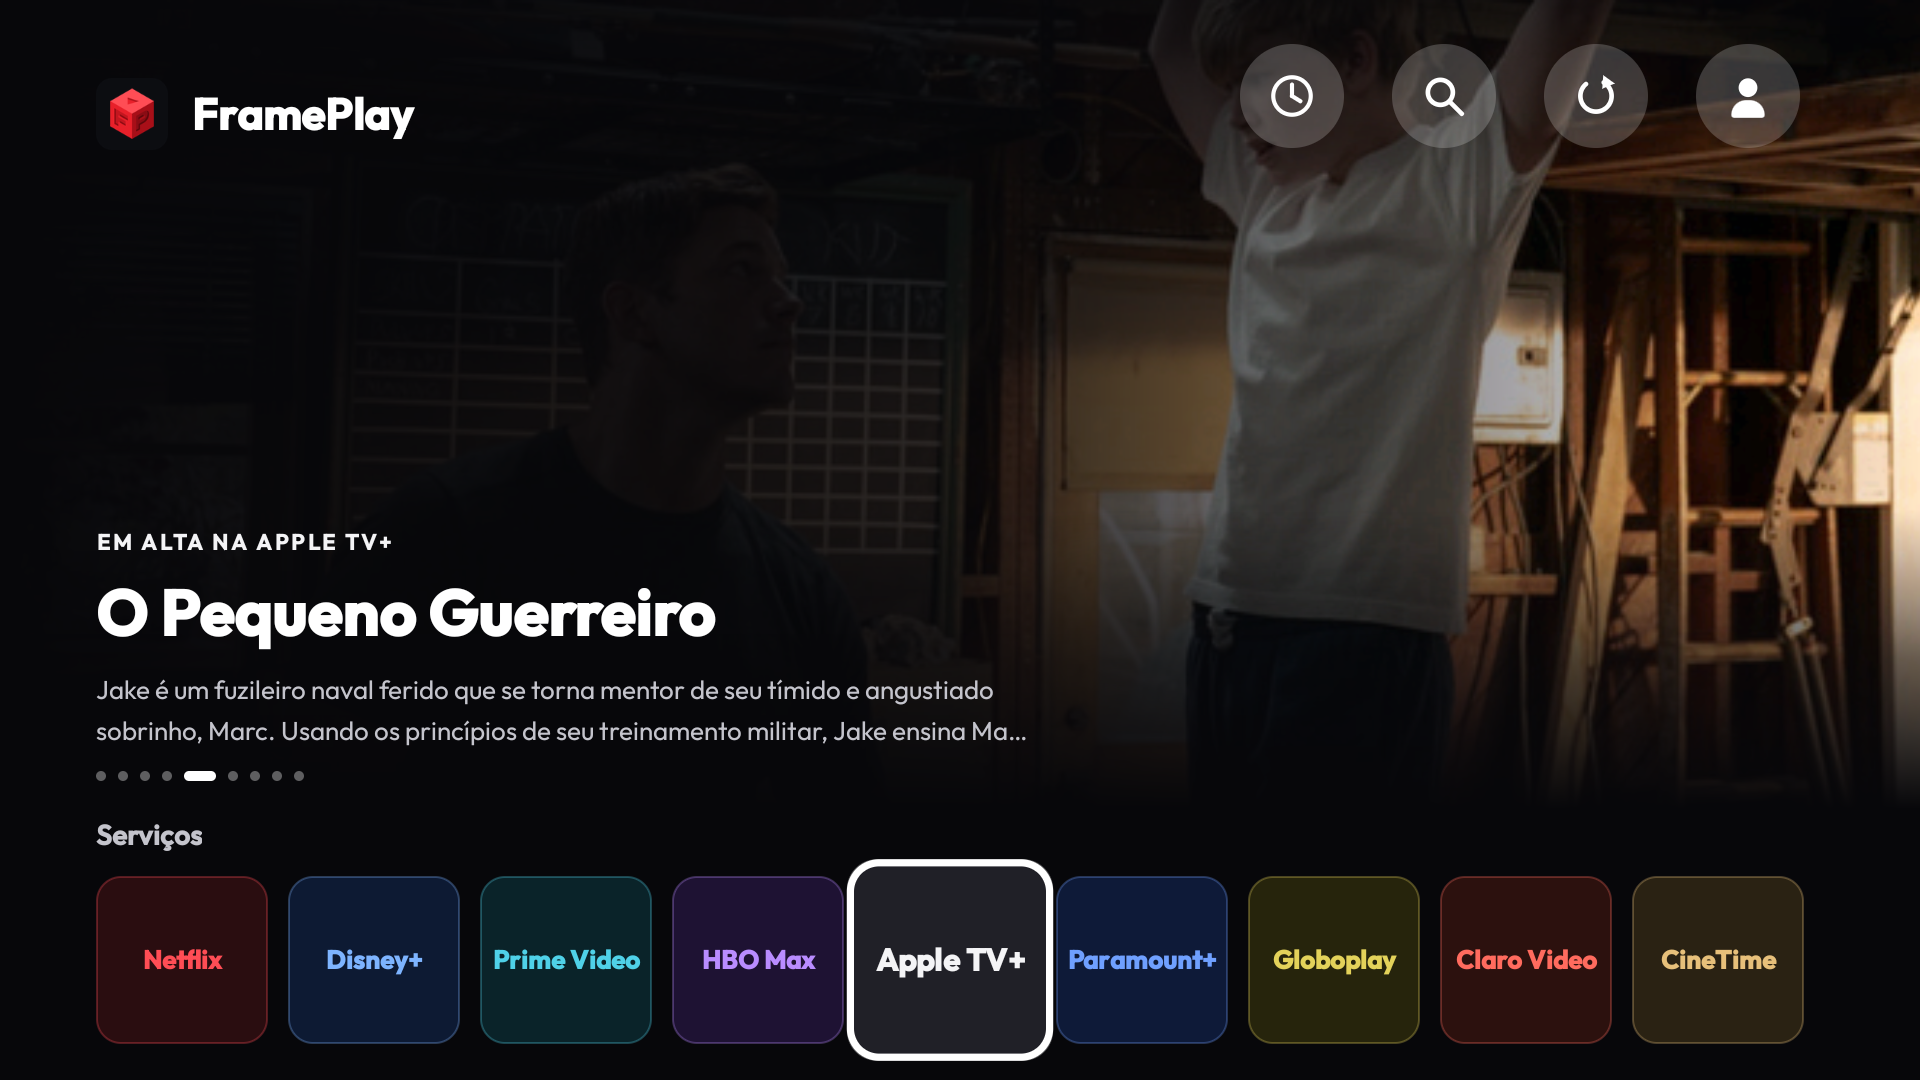 FramePlay
EM ALTA NA APPLE TV+
O Pequeno Guerreiro
Jake é um fuzileiro naval ferido que se torna mentor de seu tímido e angustiado
sobrinho, Marc. Usando os princípios de seu treinamento militar, Jake ensina Ma...
Serviços
Netflix
Disney+
Prime Video
HBO Max
Apple TV+
Paramount+
Globoplay
Claro Video
CineTime